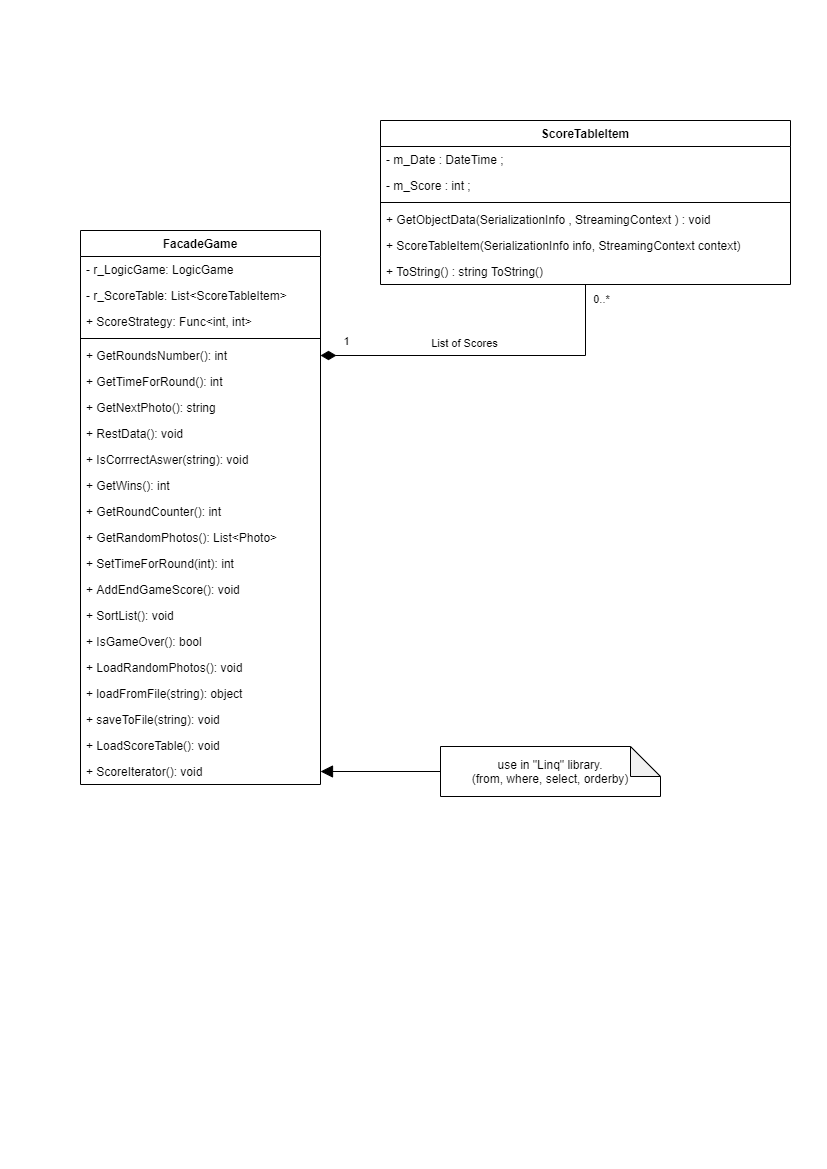 ScoreTableItem
- m_Date : DateTime ;
- m_Score : int ;
+ GetObjectData(SerializationInfo , StreamingContext ) : void
+ ScoreTableItem(SerializationInfo info, StreamingContext context)
+ ToString() : string ToString()
0..*
FacadeGame
- r_LogicGame: LogicGame
- r_ScoreTable: List<ScoreTableItem>
+ ScoreStrategy: Func<int, int>
+ GetRoundsNumber(): int
+ GetTimeForRound(): int
+ GetNextPhoto(): string
+ RestData(): void
+ IsCorrrectAswer(string): void
+ GetWins(): int
+ GetRoundCounter(): int
+ GetRandomPhotos(): List<Photo>
+ SetTimeForRound(int): int
+ AddEndGameScore(): void
+ SortList(): void
+ IsGameOver(): bool
+ LoadRandomPhotos(): void
+ loadFromFile(string): object
+ saveToFile(string): void
+ LoadScoreTable(): void
+ ScoreIterator(): void
1
List of Scores
use in "Linq" library.
(from, where, select, orderby)